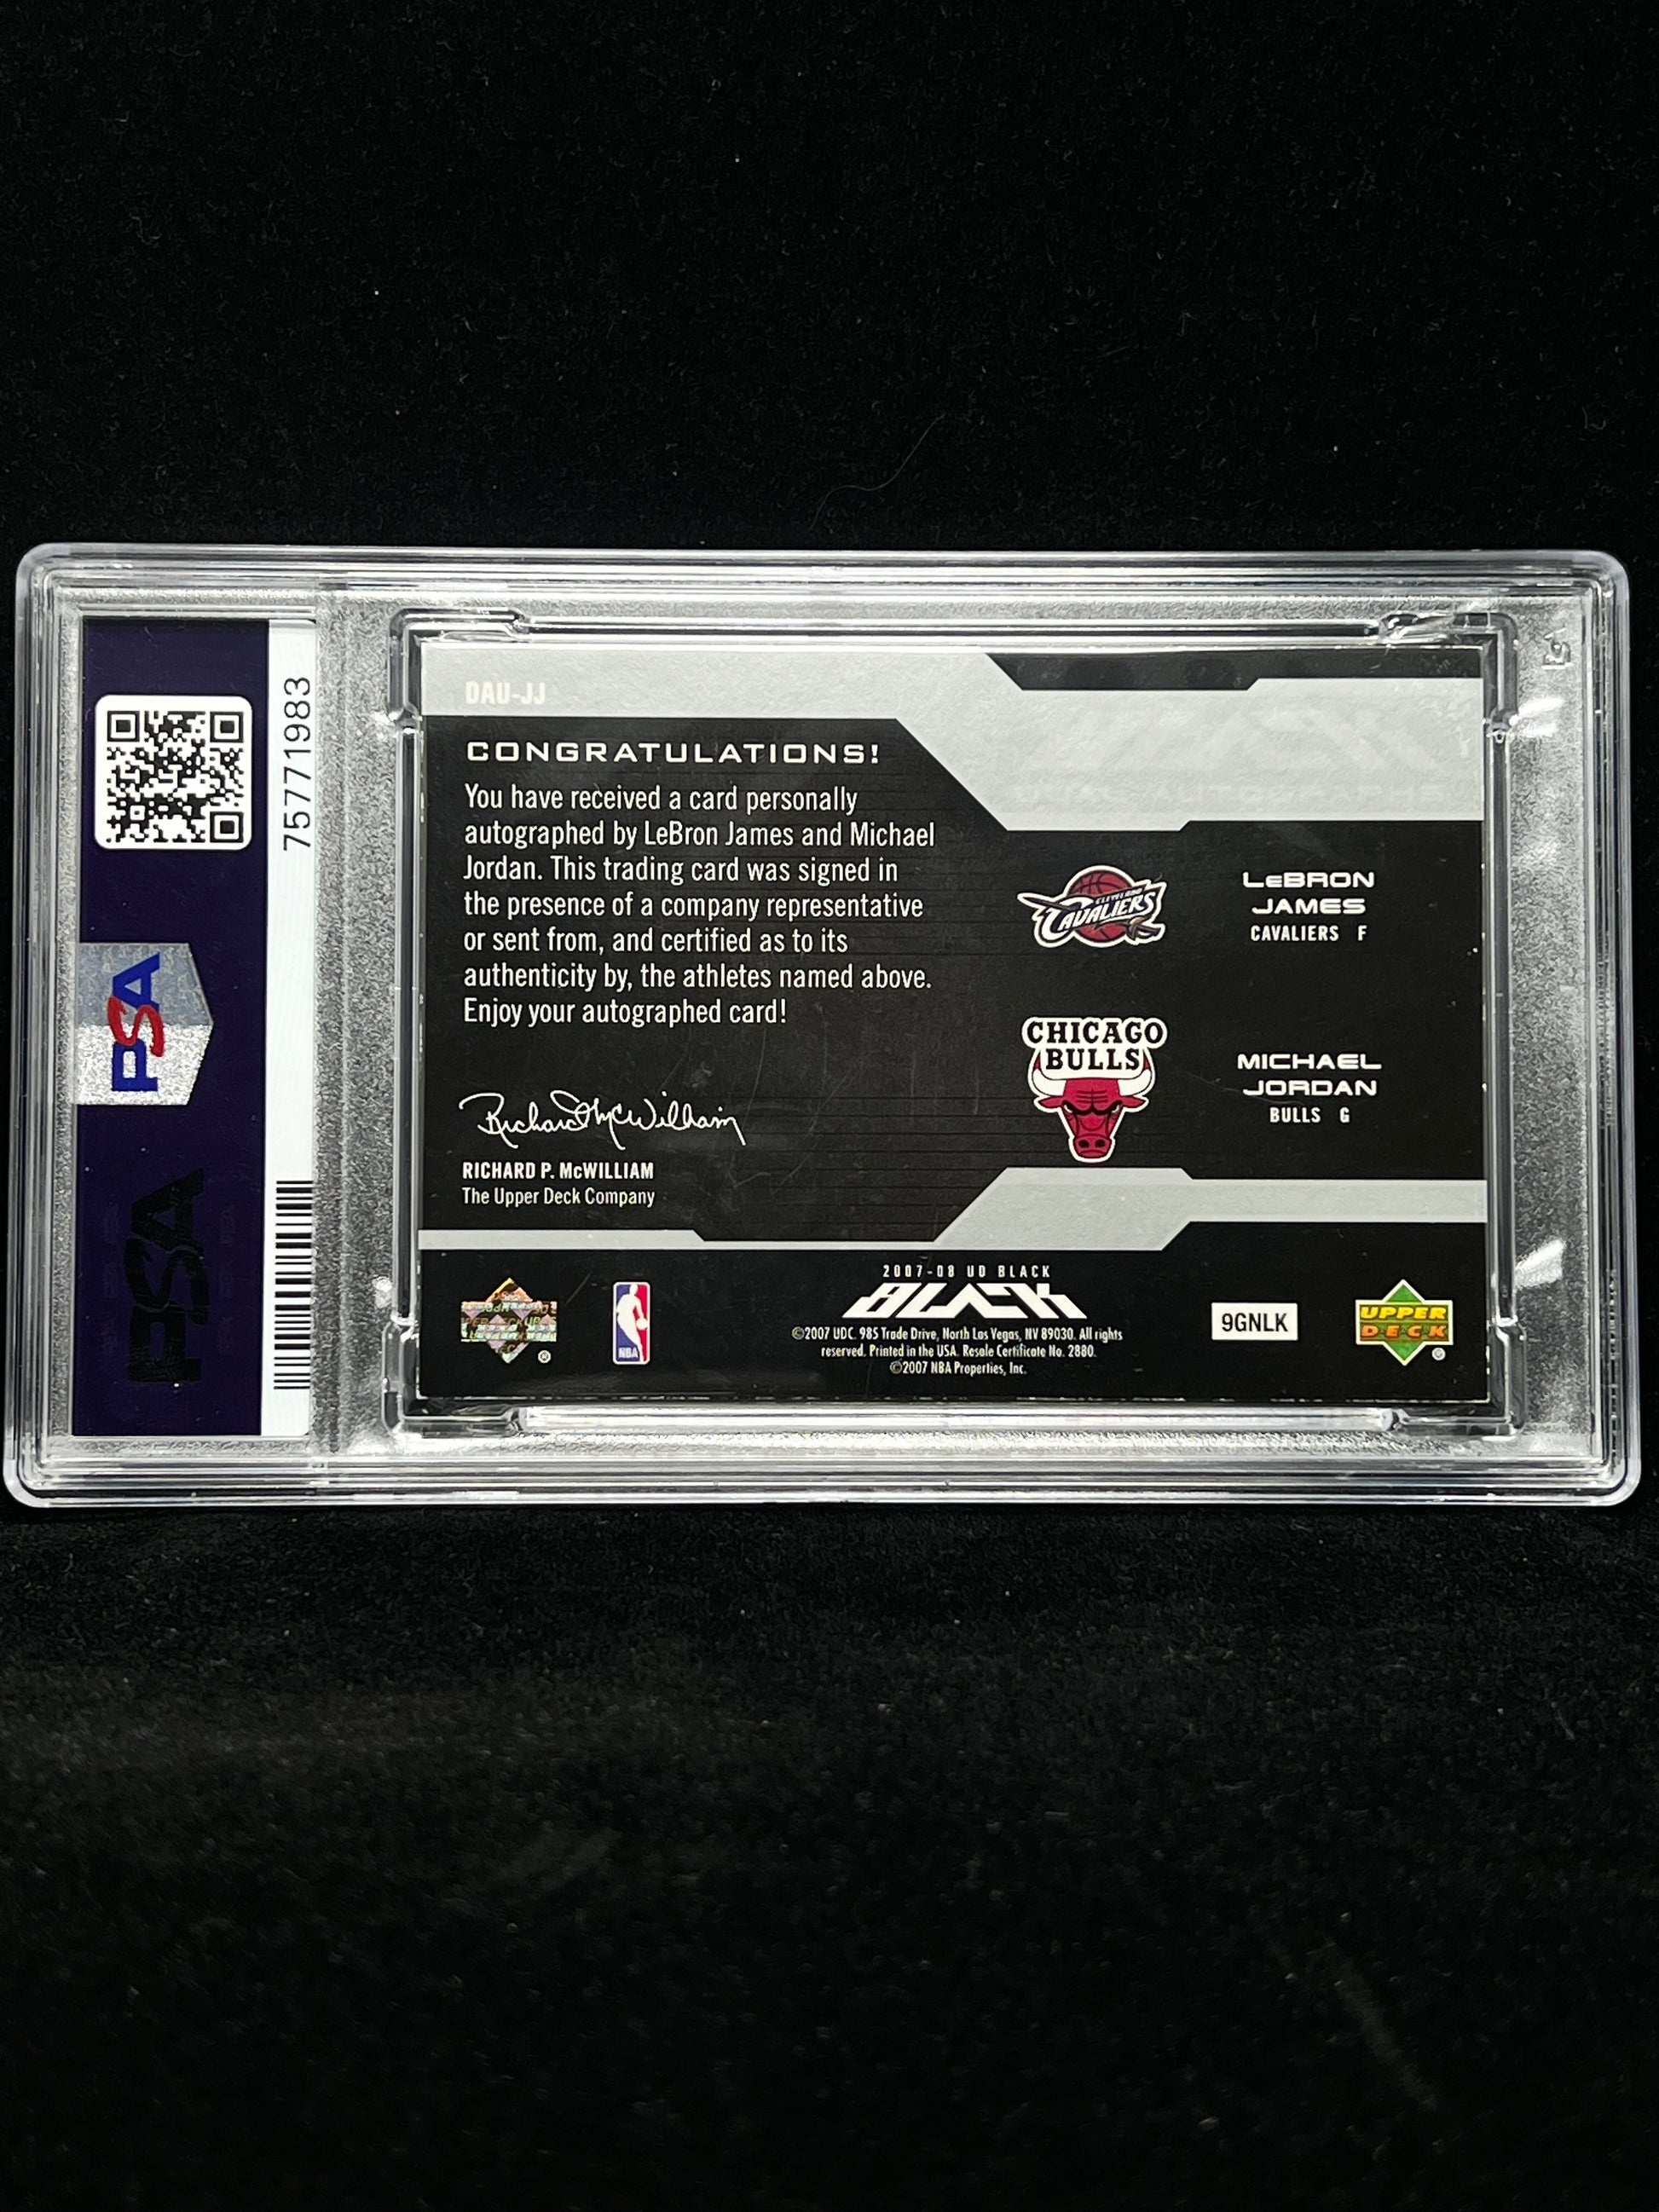 75771983
PSA
PSA
DAU-JJ
CONGRATULATIONS!
You have received a card personally
autographed by LeBron James and Michael
Jordan. This trading card was signed in
the presence of a company representative
or sent from, and certified as to its
authenticity by, the athletes named above.
Enjoy your autographed card!
Richard McWilliam
RICHARD P. McWILLIAM
The Upper Deck Company
CLEVELAND
CAVALIERS
LeBRON
JAMES
CAVALIERS F
CHICAGO
BULLS
MICHAEL
JORDAN
BULLS G
NBA
2007-08 UD BLACK
BLACK
©2007 UDC. 985 Trade Drive, North Las Vegas, NV 89030. All rights
reserved. Printed in the USA. Resale Certificate No. 2880.
©2007 NBA Properties, Inc.
9GNLK
UPPER
DECK